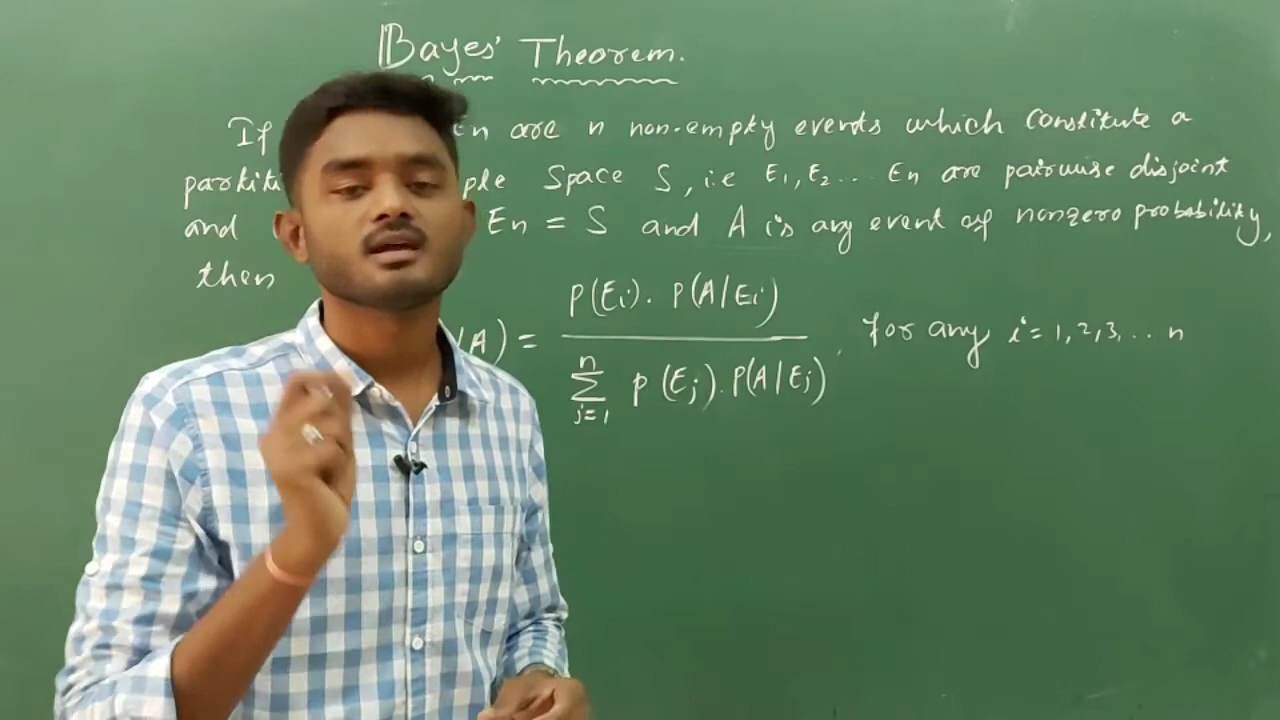 Bayes' Theorem.
If En are n non-empty events which constitute a
partiti ple Space S, i.e E1, E2 ... En are pairwise disjoint
and En = S and A is any event of nonzero probability,
then
P(Ei). P(A/Ei)
/A) = for any i = 1, 2, 3, ... n
n
Σ P(Ej). P(A/Ej)
j=1